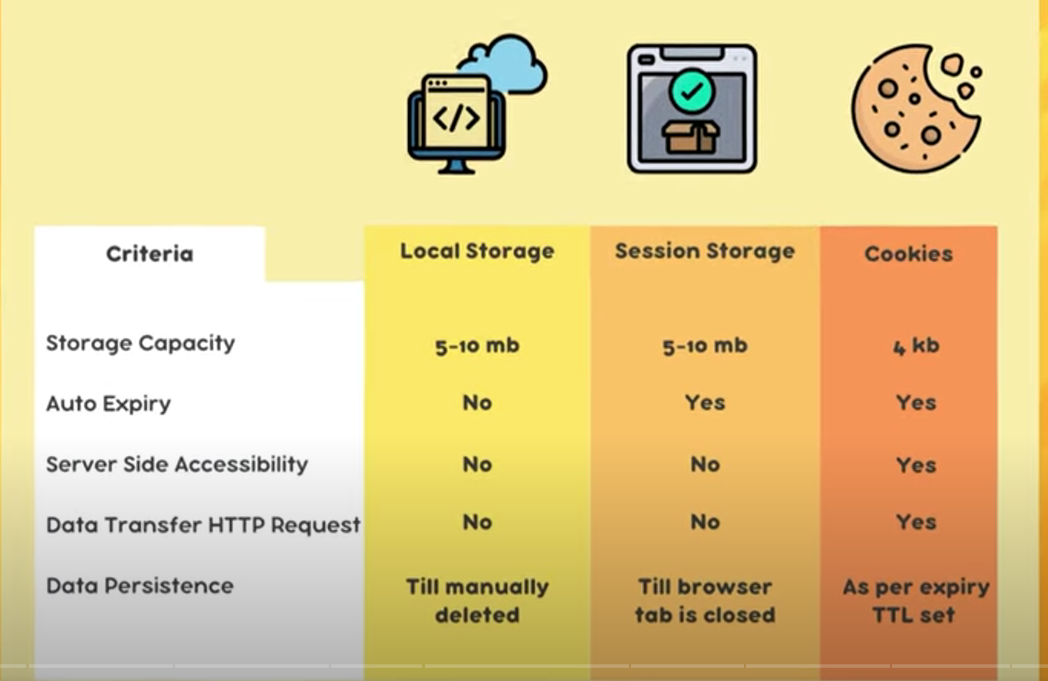 Criteria Local Storage Session Storage Cookies
Storage Capacity 5-10 mb 5-10 mb 4 kb
Auto Expiry No Yes Yes
Server Side Accessibility No No Yes
Data Transfer HTTP Request No No Yes
Data Persistence Till manually deleted Till browser tab is closed As per expiry TTL set